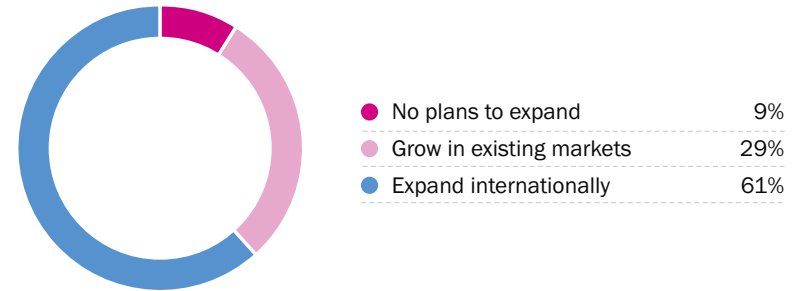 No plans to expand 9%
Grow in existing markets 29%
Expand internationally 61%